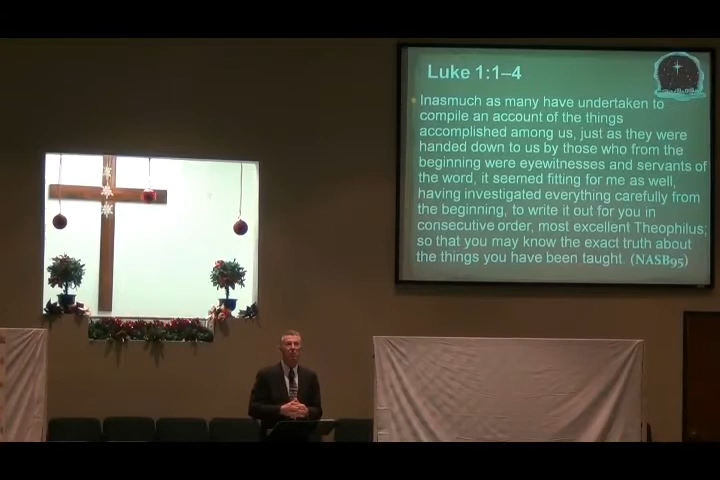 Luke 1:1–4
Inasmuch as many have undertaken to
compile an account of the things
accomplished among us, just as they were
handed down to us by those who from the
beginning were eyewitnesses and servants of
the word, it seemed fitting for me as well,
having investigated everything carefully from
the beginning, to write it out for you in
consecutive order, most excellent Theophilus;
so that you may know the exact truth about
the things you have been taught. (NASB95)